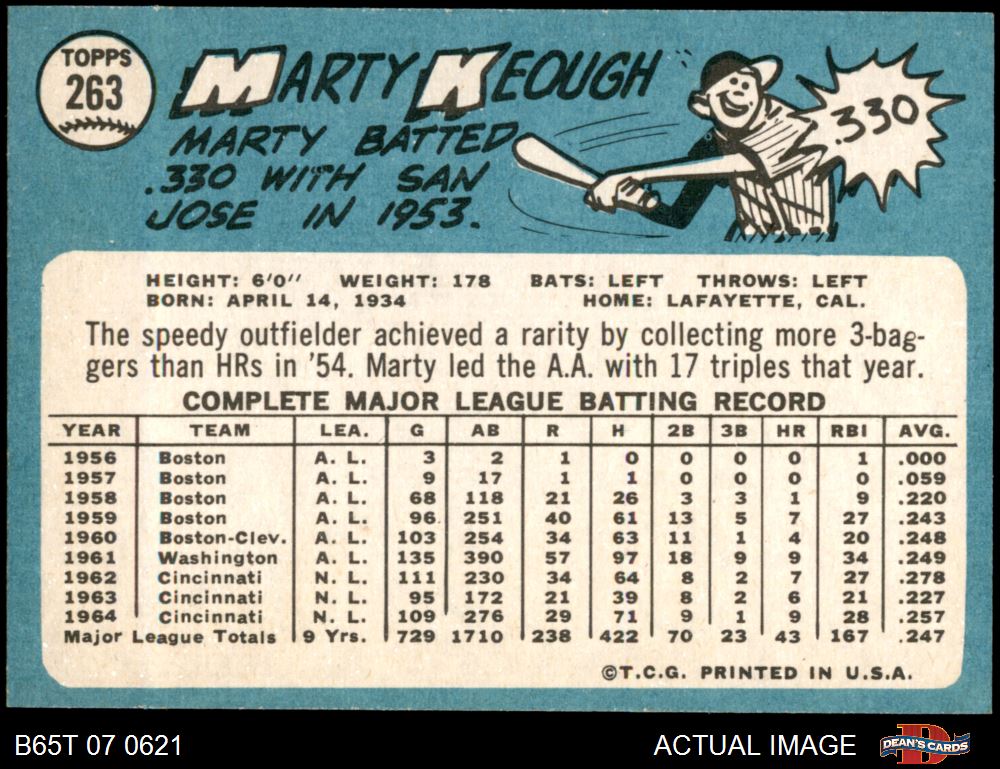 TOPPS
263
MARTY KEOUGH
MARTY BATTED
.330 WITH SAN
JOSE IN 1953.
.330
HEIGHT: 6'0" WEIGHT: 178 BATS: LEFT THROWS: LEFT
BORN: APRIL 14, 1934 HOME: LAFAYETTE, CAL.
The speedy outfielder achieved a rarity by collecting more 3-bag-
gers than HRs in '54. Marty led the A.A. with 17 triples that year.
COMPLETE MAJOR LEAGUE BATTING RECORD
YEAR TEAM LEA. G AB R H 2B 3B HR RBI AVG.
1956 Boston A. L. 3 2 1 0 0 0 0 1 .000
1957 Boston A. L. 9 17 1 1 0 0 0 0 .059
1958 Boston A. L. 68 118 21 26 3 3 1 9 .220
1959 Boston A. L. 96 251 40 61 13 5 7 27 .243
1960 Boston-Clev. A. L. 103 254 34 63 11 1 4 20 .248
1961 Washington A. L. 135 390 57 97 18 9 9 34 .249
1962 Cincinnati N. L. 111 230 34 64 8 2 7 27 .278
1963 Cincinnati N. L. 95 172 21 39 8 2 6 21 .227
1964 Cincinnati N. L. 109 276 29 71 9 1 9 28 .257
Major League Totals 9 Yrs. 729 1710 238 422 70 23 43 167 .247
©T.C.G. PRINTED IN U.S.A.
B65T 07 0621 ACTUAL IMAGE DEAN'S CARDS